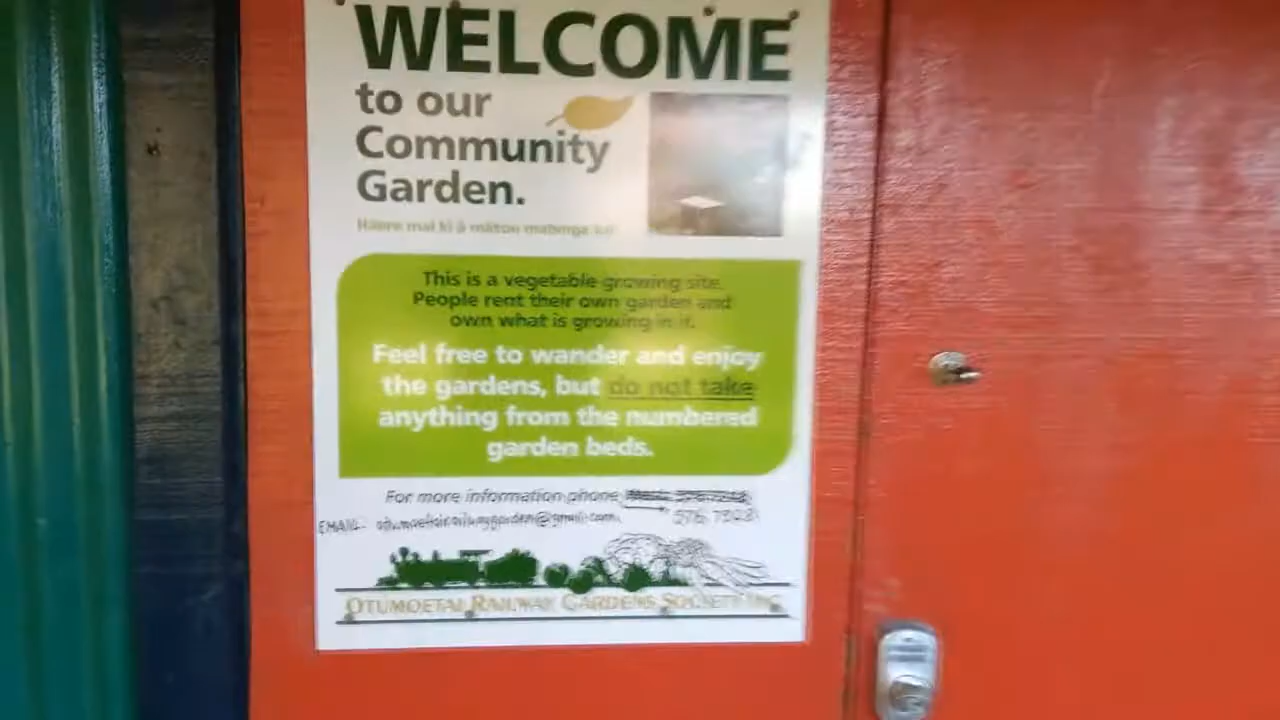 WELCOME
to our
Community
Garden.
Haere mai ki ā mātou mahinga kai
This is a vegetable growing site.
People rent their own garden and
own what is growing in it.
Feel free to wander and enjoy
the gardens, but do not take
anything from the numbered
garden beds.
For more information phone
EMAIL: otumoetairailwaygarden@gmail.com
OTUMOETAI RAILWAY GARDENS SOCIETY INC